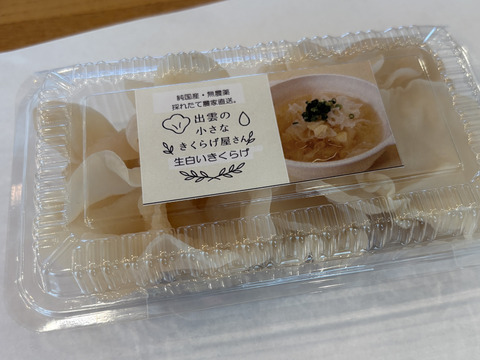 純国産・無農薬
採れたて農家直送。
出雲の
小さな
きくらげ屋さん
生白いきくらげ